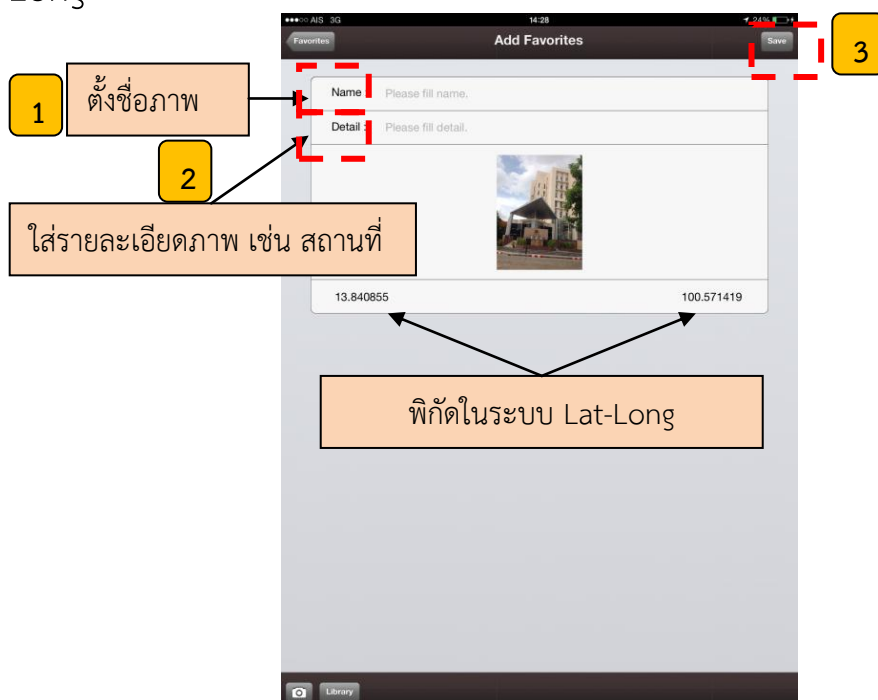 Long
AIS 3G 14:28 24%
Favorites Add Favorites Save
3
Name : Please fill name.
1 ตั้งชื่อภาพ
Detail : Please fill detail.
2
ใส่รายละเอียดภาพ เช่น สถานที่
13.840855 100.571419
พิกัดในระบบ Lat-Long
Library